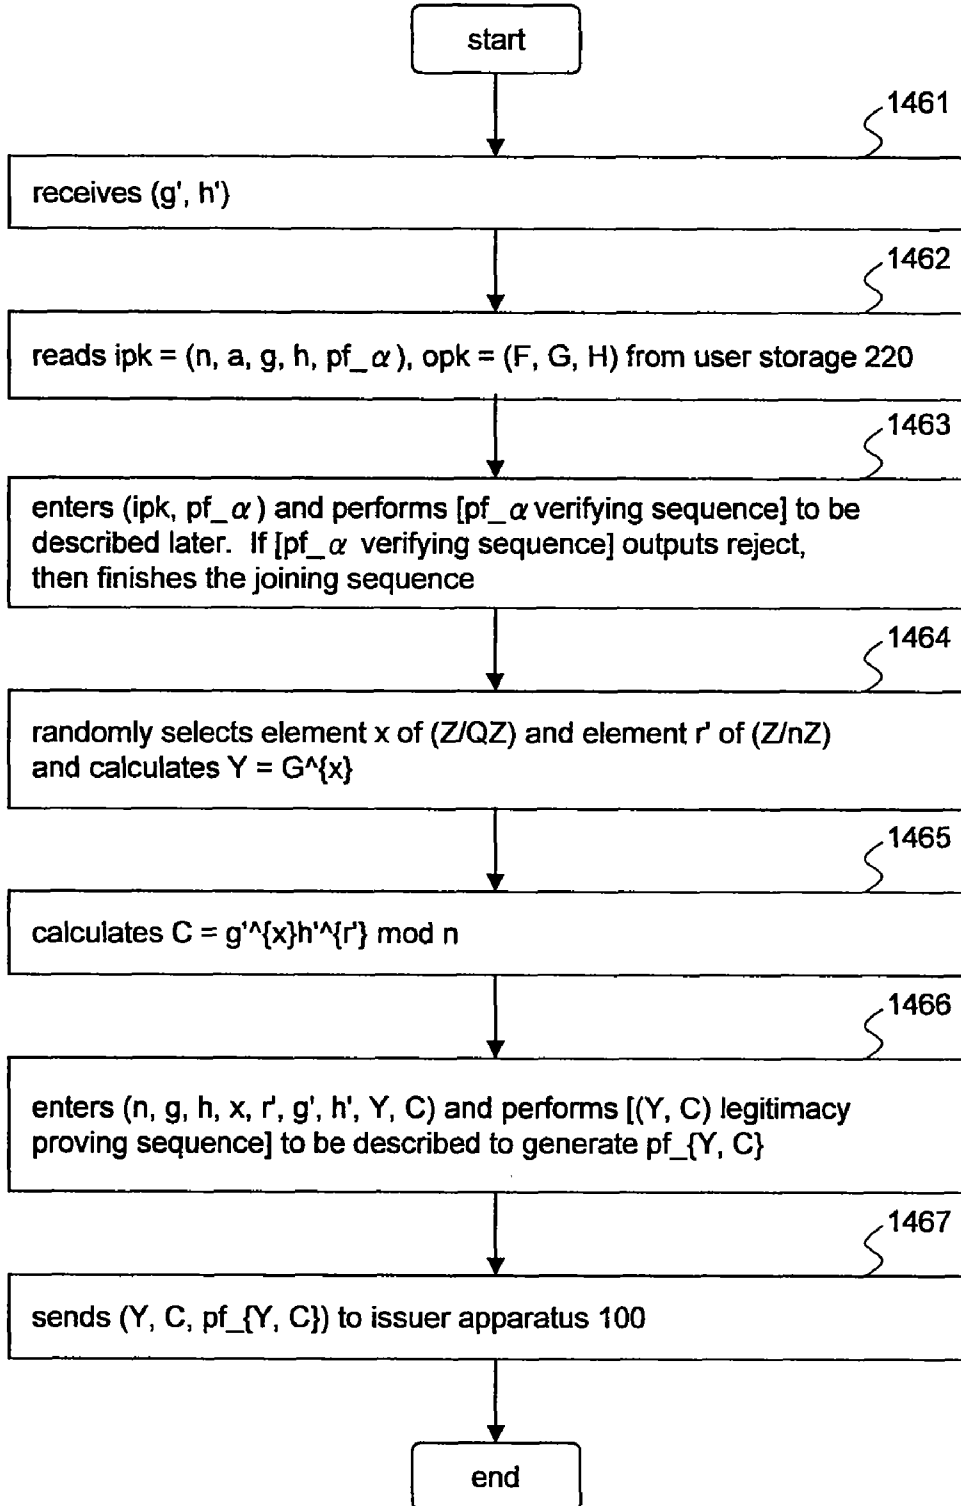 start
1461
receives (g', h')
1462
reads ipk = (n, a, g, h, pf_α), opk = (F, G, H) from user storage 220
1463
enters (ipk, pf_α) and performs [pf_α verifying sequence] to be
described later. If [pf_α verifying sequence] outputs reject,
then finishes the joining sequence
1464
randomly selects element x of (Z/QZ) and element r' of (Z/nZ)
and calculates Y = G^{x}
1465
calculates C = g'^{x}h'^{r'} mod n
1466
enters (n, g, h, x, r', g', h', Y, C) and performs [(Y, C) legitimacy
proving sequence] to be described to generate pf_{Y, C}
1467
sends (Y, C, pf_{Y, C}) to issuer apparatus 100
end